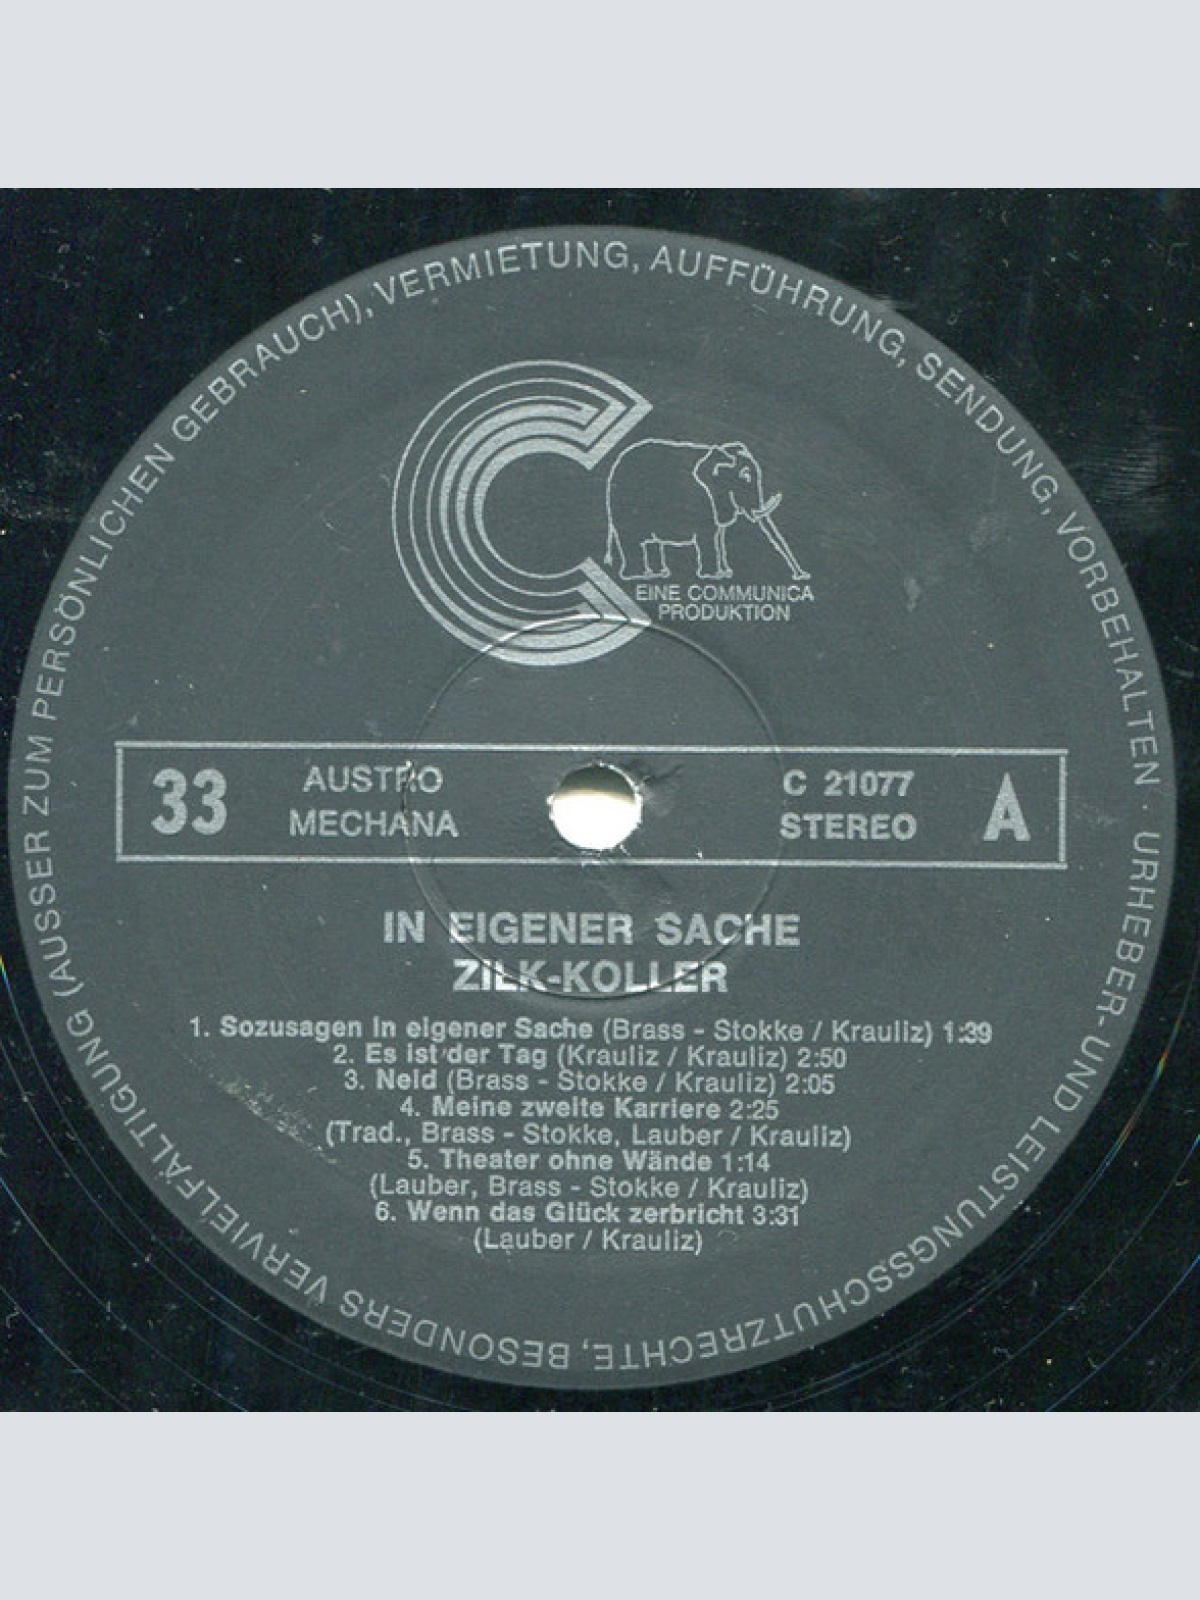 URHEBER- UND LEISTUNGSSCHUTZRECHTE, BESONDERS VERVIELFÄLTIGUNG (AUSSER ZUM PERSÖNLICHEN GEBRAUCH), VERMIETUNG, AUFFÜHRUNG, SENDUNG, VORBEHALTEN ·
C
EINE COMMUNICA
PRODUKTION
33
AUSTRO
MECHANA
C 21077
STEREO
A
IN EIGENER SACHE
ZILK-KOLLER
1. Sozusagen in eigener Sache (Brass - Stokke / Krauliz) 1:39
2. Es ist der Tag (Krauliz / Krauliz) 2:50
3. Neid (Brass - Stokke / Krauliz) 2:05
4. Meine zweite Karriere 2:25
(Trad., Brass - Stokke, Lauber / Krauliz)
5. Theater ohne Wände 1:14
(Lauber, Brass - Stokke / Krauliz)
6. Wenn das Glück zerbricht 3:31
(Lauber / Krauliz)